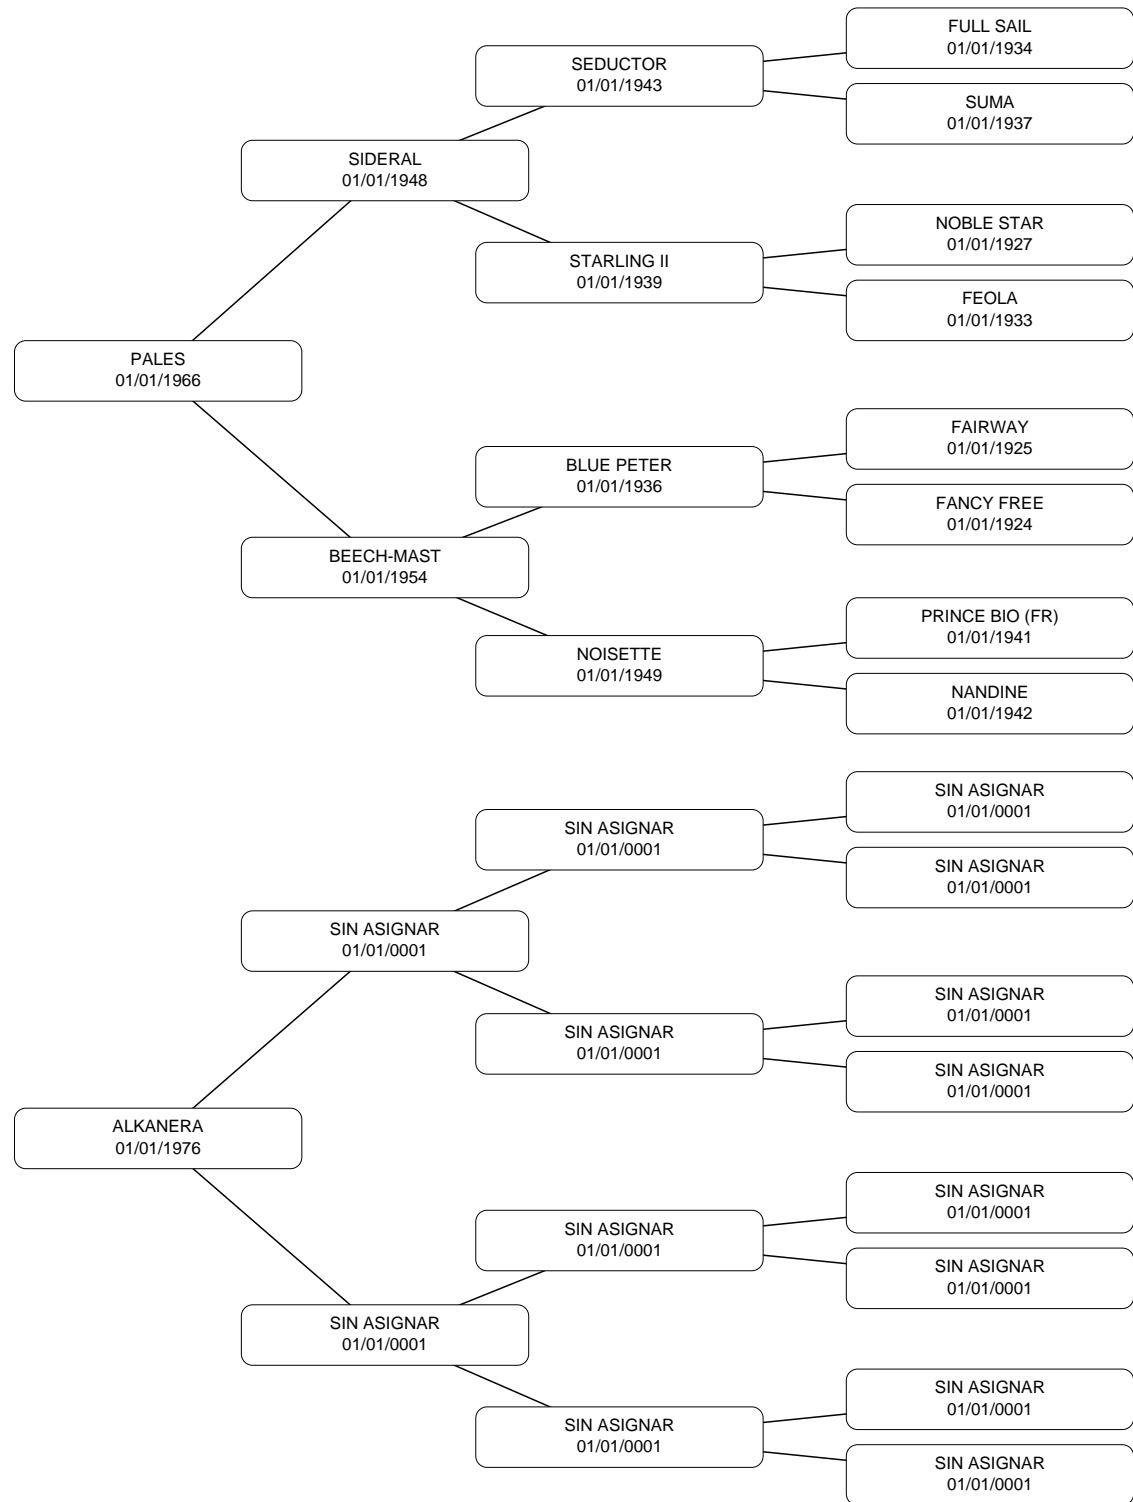 FULL SAIL
01/01/1934
SEDUCTOR
01/01/1943
SUMA
01/01/1937
SIDERAL
01/01/1948
NOBLE STAR
01/01/1927
STARLING II
01/01/1939
FEOLA
01/01/1933
PALES
01/01/1966
FAIRWAY
01/01/1925
BLUE PETER
01/01/1936
FANCY FREE
01/01/1924
BEECH-MAST
01/01/1954
PRINCE BIO (FR)
01/01/1941
NOISETTE
01/01/1949
NANDINE
01/01/1942
SIN ASIGNAR
01/01/0001
SIN ASIGNAR
01/01/0001
SIN ASIGNAR
01/01/0001
SIN ASIGNAR
01/01/0001
SIN ASIGNAR
01/01/0001
SIN ASIGNAR
01/01/0001
SIN ASIGNAR
01/01/0001
ALKANERA
01/01/1976
SIN ASIGNAR
01/01/0001
SIN ASIGNAR
01/01/0001
SIN ASIGNAR
01/01/0001
SIN ASIGNAR
01/01/0001
SIN ASIGNAR
01/01/0001
SIN ASIGNAR
01/01/0001
SIN ASIGNAR
01/01/0001